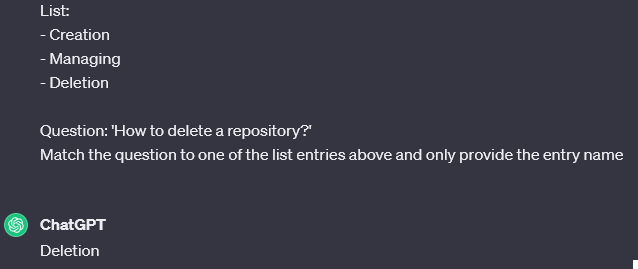 List:
- Creation
- Managing
- Deletion
Question: 'How to delete a repository?'
Match the question to one of the list entries above and only provide the entry name
ChatGPT
Deletion